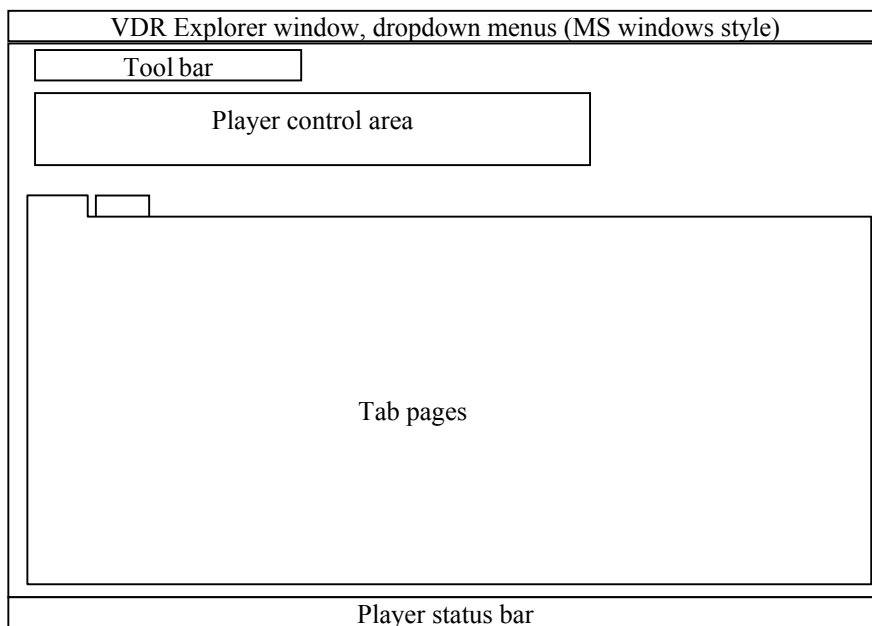 VDR Explorer window, dropdown menus (MS windows style)
Tool bar
Player control area
Tab pages
Player status bar